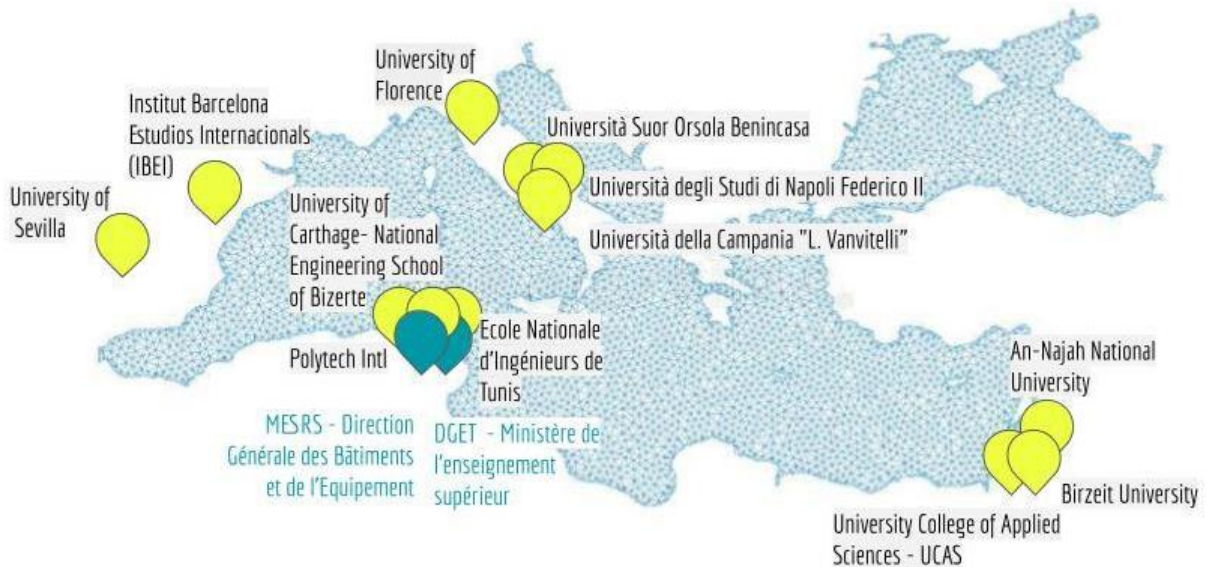 University of
Florence
Institut Barcelona
Estudios Internacionals
(IBEI)
Università Suor Orsola Benincasa
Università degli Studi di Napoli Federico II
Università della Campania "L. Vanvitelli"
University of
Sevilla
University of
Carthage- National
Engineering School
of Bizerte
Polytech Intl
Ecole Nationale
d'Ingénieurs de
Tunis
MESRS - Direction
Générale des Bâtiments
et de l'Equipement
DGET - Ministère de
l'enseignement
supérieur
An-Najah National
University
Birzeit University
University College of Applied
Sciences - UCAS